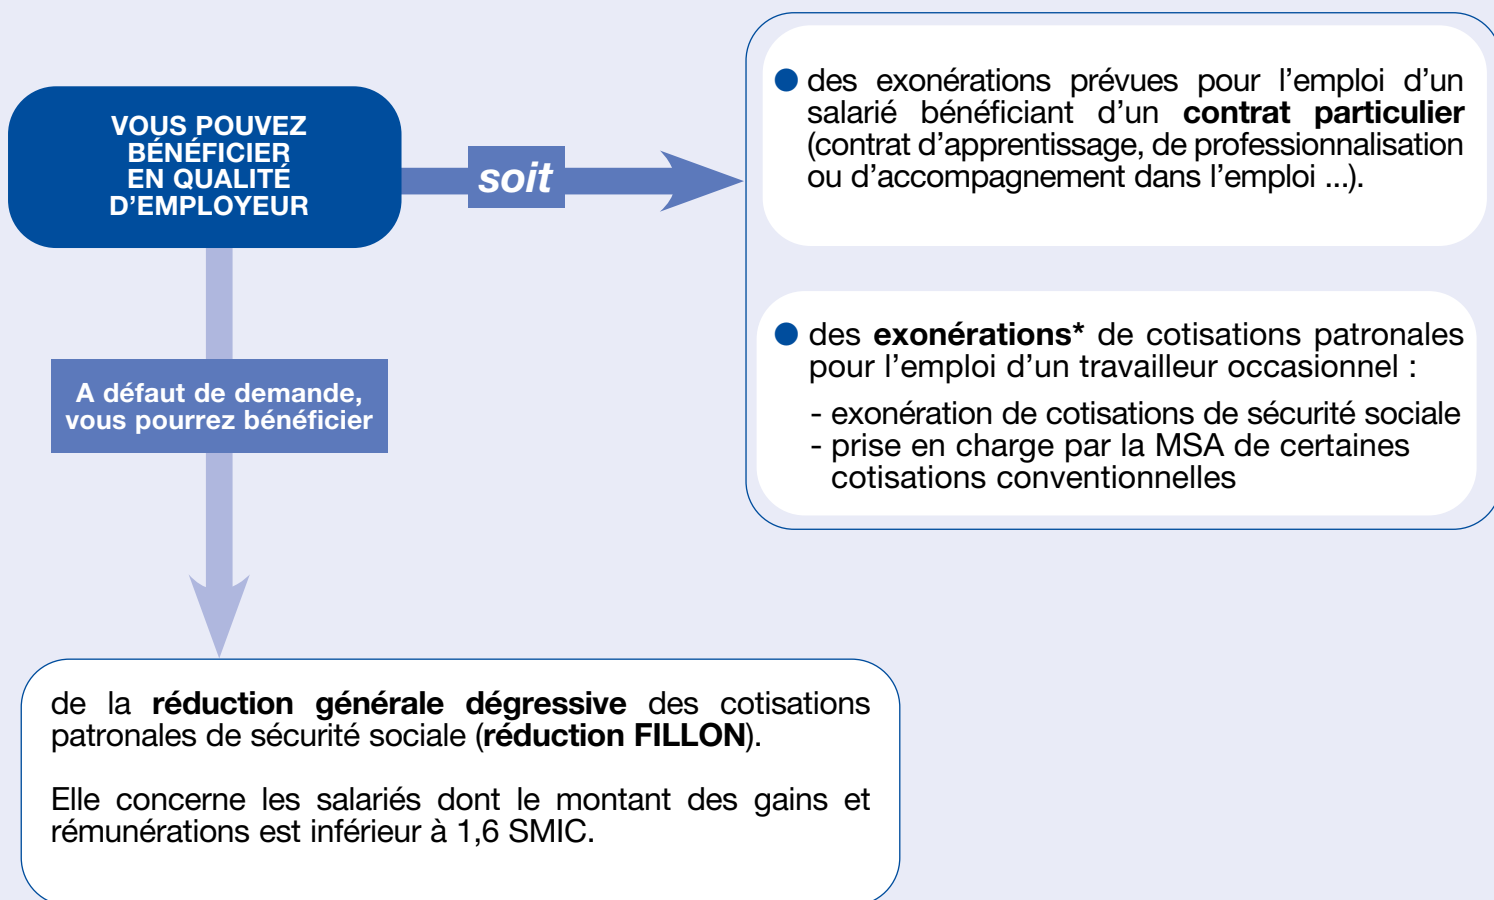 VOUS POUVEZ
BÉNÉFICIER
EN QUALITÉ
D'EMPLOYEUR
soit
● des exonérations prévues pour l'emploi d'un
salarié bénéficiant d'un contrat particulier
(contrat d'apprentissage, de professionnalisation
ou d'accompagnement dans l'emploi ...).
● des exonérations* de cotisations patronales
pour l'emploi d'un travailleur occasionnel :
- exonération de cotisations de sécurité sociale
- prise en charge par la MSA de certaines
cotisations conventionnelles
A défaut de demande,
vous pourrez bénéficier
de la réduction générale dégressive des cotisations
patronales de sécurité sociale (réduction FILLON).
Elle concerne les salariés dont le montant des gains et
rémunérations est inférieur à 1,6 SMIC.